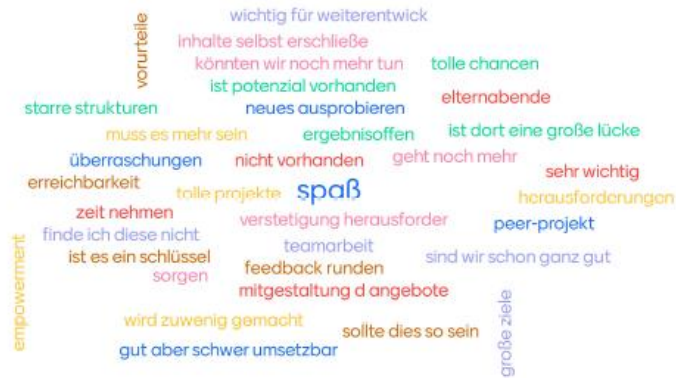 wichtig für weiterentwick
vorurteile
inhalte selbst erschließe
könnten wir noch mehr tun
tolle chancen
ist potenzial vorhanden
elternabende
starre strukturen
neues ausprobieren
muss es mehr sein
ergebnisoffen
ist dort eine große lücke
überraschungen
nicht vorhanden
geht noch mehr
sehr wichtig
erreichbarkeit
tolle projekte
spaß
herausforderungen
zeit nehmen
verstetigung herausforder
peer-projekt
finde ich diese nicht
teamarbeit
ist es ein schlüssel
feedback runden
sind wir schon ganz gut
sorgen
empowerment
mitgestaltung d angebote
große ziele
wird zuwenig gemacht
sollte dies so sein
gut aber schwer umsetzbar